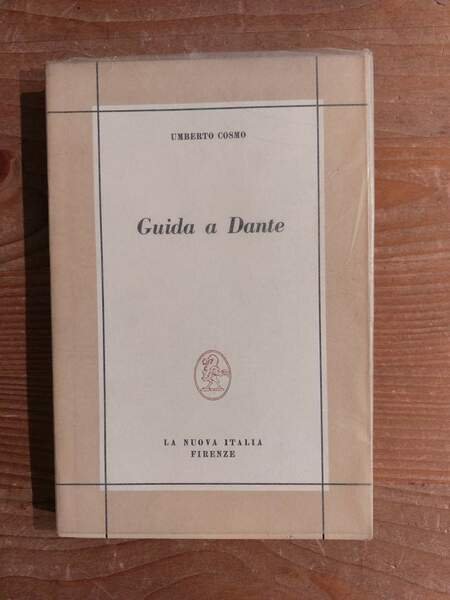 UMBERTO COSMO
Guida a Dante
LA NUOVA ITALIA
FIRENZE